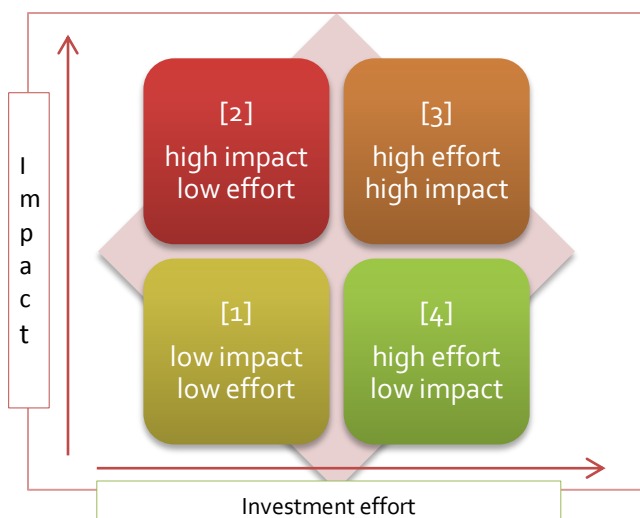 Impact
[2]
high impact
low effort
[3]
high effort
high impact
[1]
low impact
low effort
[4]
high effort
low impact
Investment effort